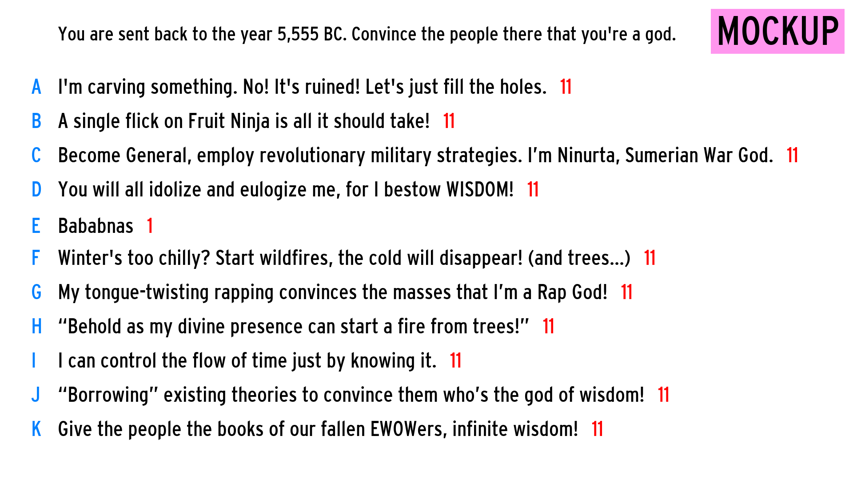 You are sent back to the year 5,555 BC. Convince the people there that you're a god.
MOCKUP
A I'm carving something. No! It's ruined! Let's just fill the holes. 11
B A single flick on Fruit Ninja is all it should take! 11
C Become General, employ revolutionary military strategies. I’m Ninurta, Sumerian War God. 11
D You will all idolize and eulogize me, for I bestow WISDOM! 11
E Bababnas 1
F Winter's too chilly? Start wildfires, the cold will disappear! (and trees...) 11
G My tongue-twisting rapping convinces the masses that I’m a Rap God! 11
H “Behold as my divine presence can start a fire from trees!” 11
I I can control the flow of time just by knowing it. 11
J “Borrowing” existing theories to convince them who’s the god of wisdom! 11
K Give the people the books of our fallen EWOWers, infinite wisdom! 11